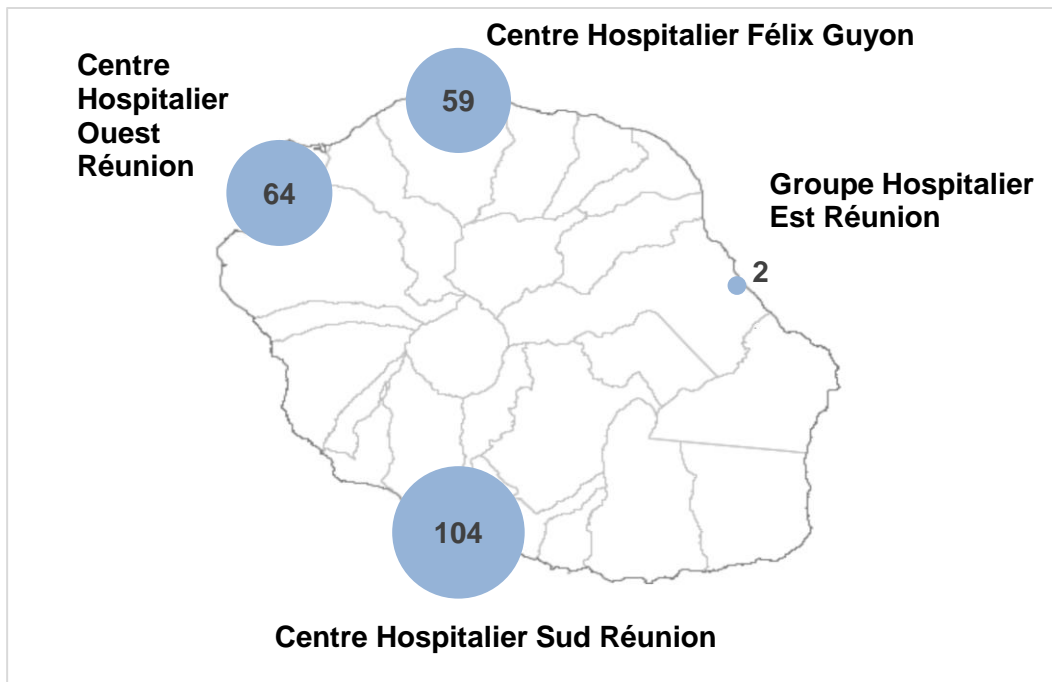 Centre Hospitalier Félix Guyon
59
Centre
Hospitalier
Ouest
Réunion
64
Groupe Hospitalier
Est Réunion
2
104
Centre Hospitalier Sud Réunion